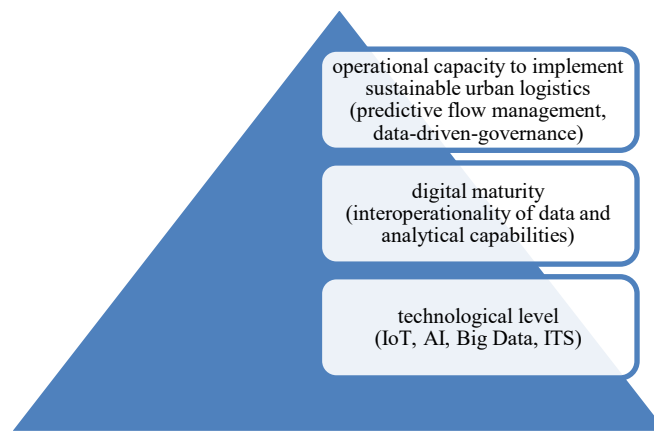 operational capacity to implement
sustainable urban logistics
(predictive flow management,
data-driven-governance)
digital maturity
(interoperationality of data and
analytical capabilities)
technological level
(IoT, AI, Big Data, ITS)